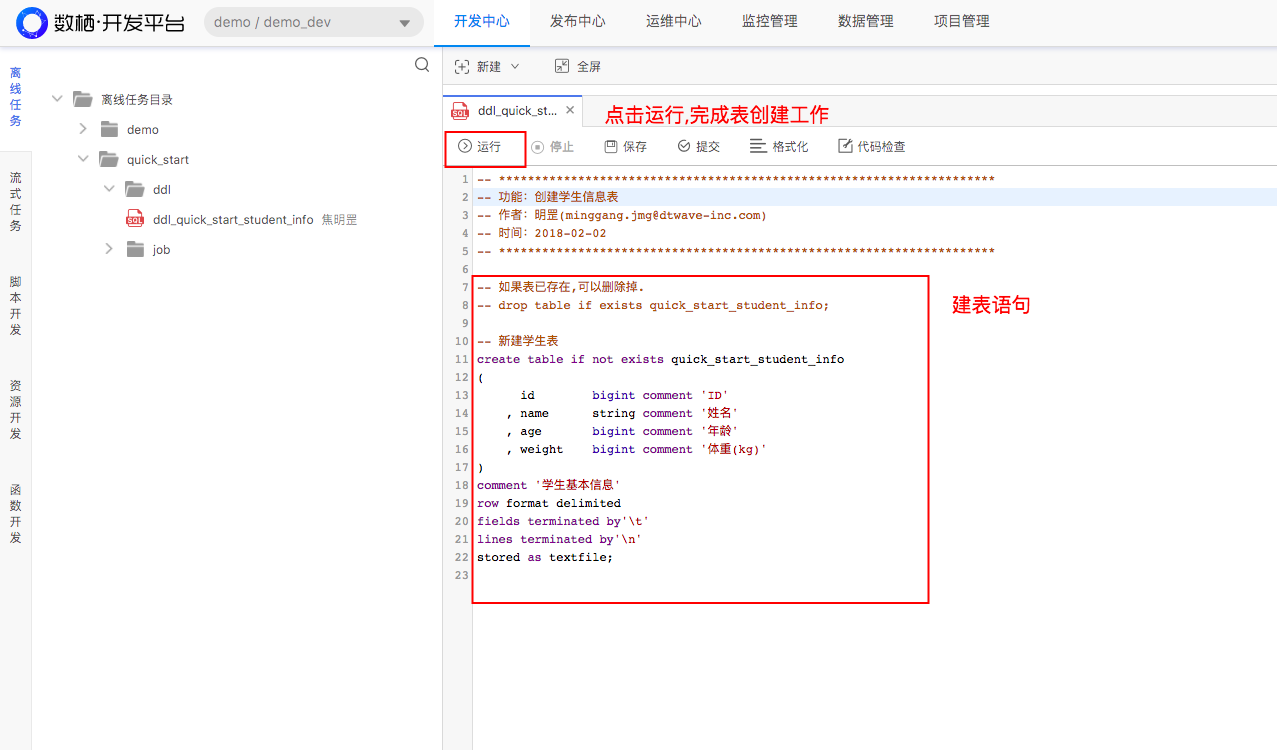 数栖·开发平台
demo / demo_dev
开发中心
发布中心
运维中心
监控管理
数据管理
项目管理
离线任务
流式任务
脚本开发
资源开发
函数开发
离线任务目录
demo
quick_start
ddl
ddl_quick_start_student_info 焦明罡
job
新建
全屏
ddl_quick_st...
点击运行,完成表创建工作
运行
停止
保存
提交
格式化
代码检查
1 -- *********************************************************************
2 -- 功能: 创建学生信息表
3 -- 作者: 明罡(minggang.jmg@dtwave-inc.com)
4 -- 时间: 2018-02-02
5 -- *********************************************************************
6
7 -- 如果表已存在,可以删除掉.
8 -- drop table if exists quick_start_student_info;
9
10 -- 新建学生表
11 create table if not exists quick_start_student_info
12 (
13 id bigint comment 'ID'
14 , name string comment '姓名'
15 , age bigint comment '年龄'
16 , weight bigint comment '体重(kg)'
17 )
18 comment '学生基本信息'
19 row format delimited
20 fields terminated by'\t'
21 lines terminated by'\n'
22 stored as textfile;
23
建表语句